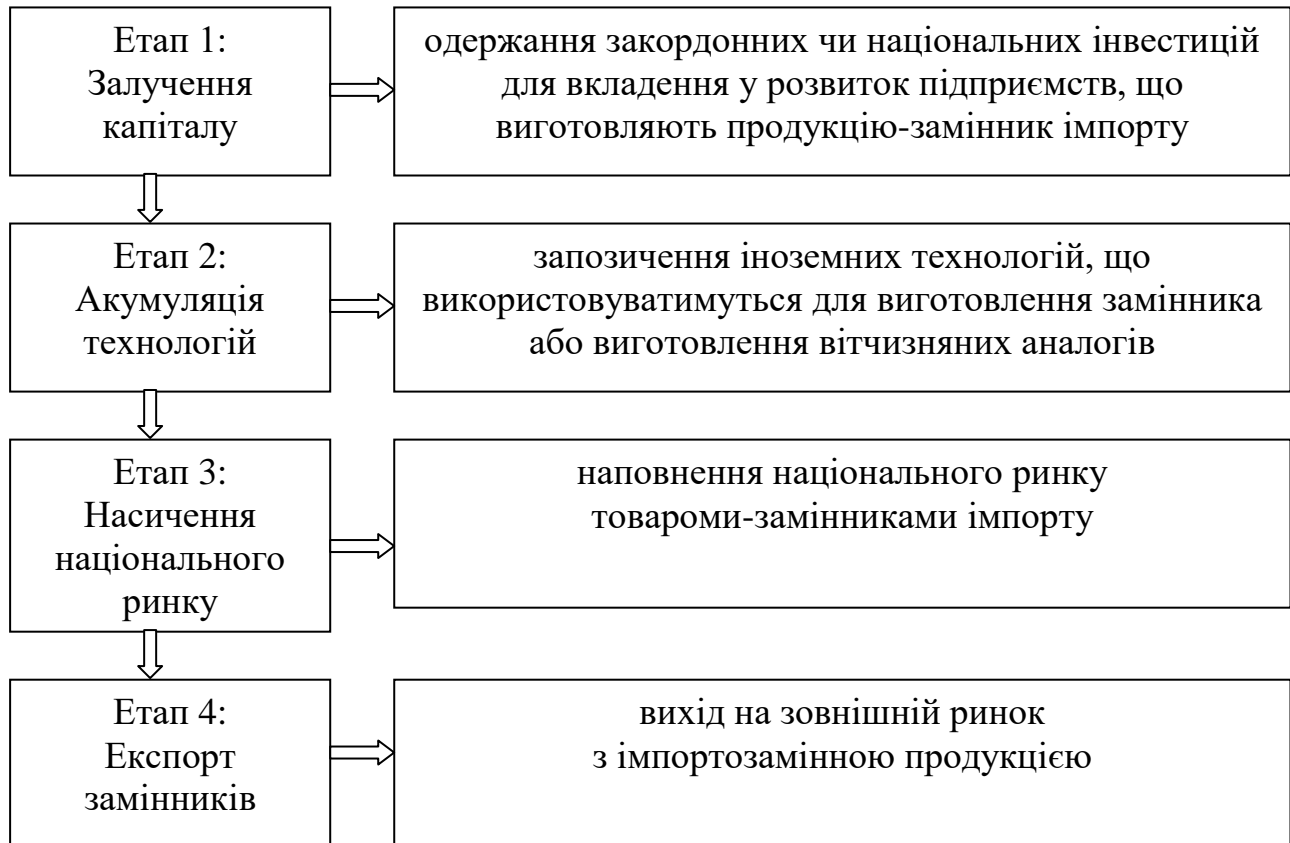 Етап 1:
Залучення
капіталу
одержання закордонних чи національних інвестицій
для вкладення у розвиток підприємств, що
виготовляють продукцію-замінник імпорту
Етап 2:
Акумуляція
технологій
запозичення іноземних технологій, що
використовуватимуться для виготовлення замінника
або виготовлення вітчизняних аналогів
Етап 3:
Насичення
національного
ринку
наповнення національного ринку
товароми-замінниками імпорту
Етап 4:
Експорт
замінників
вихід на зовнішній ринок
з імпортозамінною продукцією